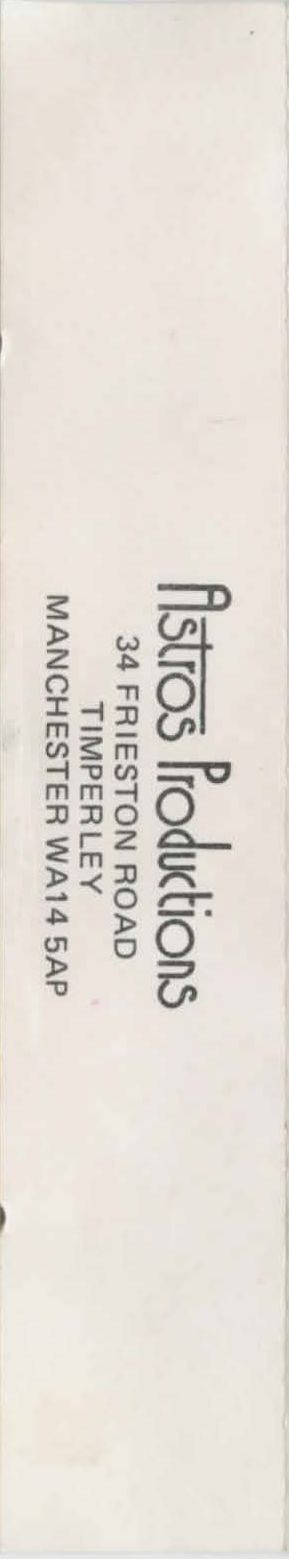 Astros Productions
34 FRIESTON ROAD
TIMPERLEY
MANCHESTER WA14 5AP